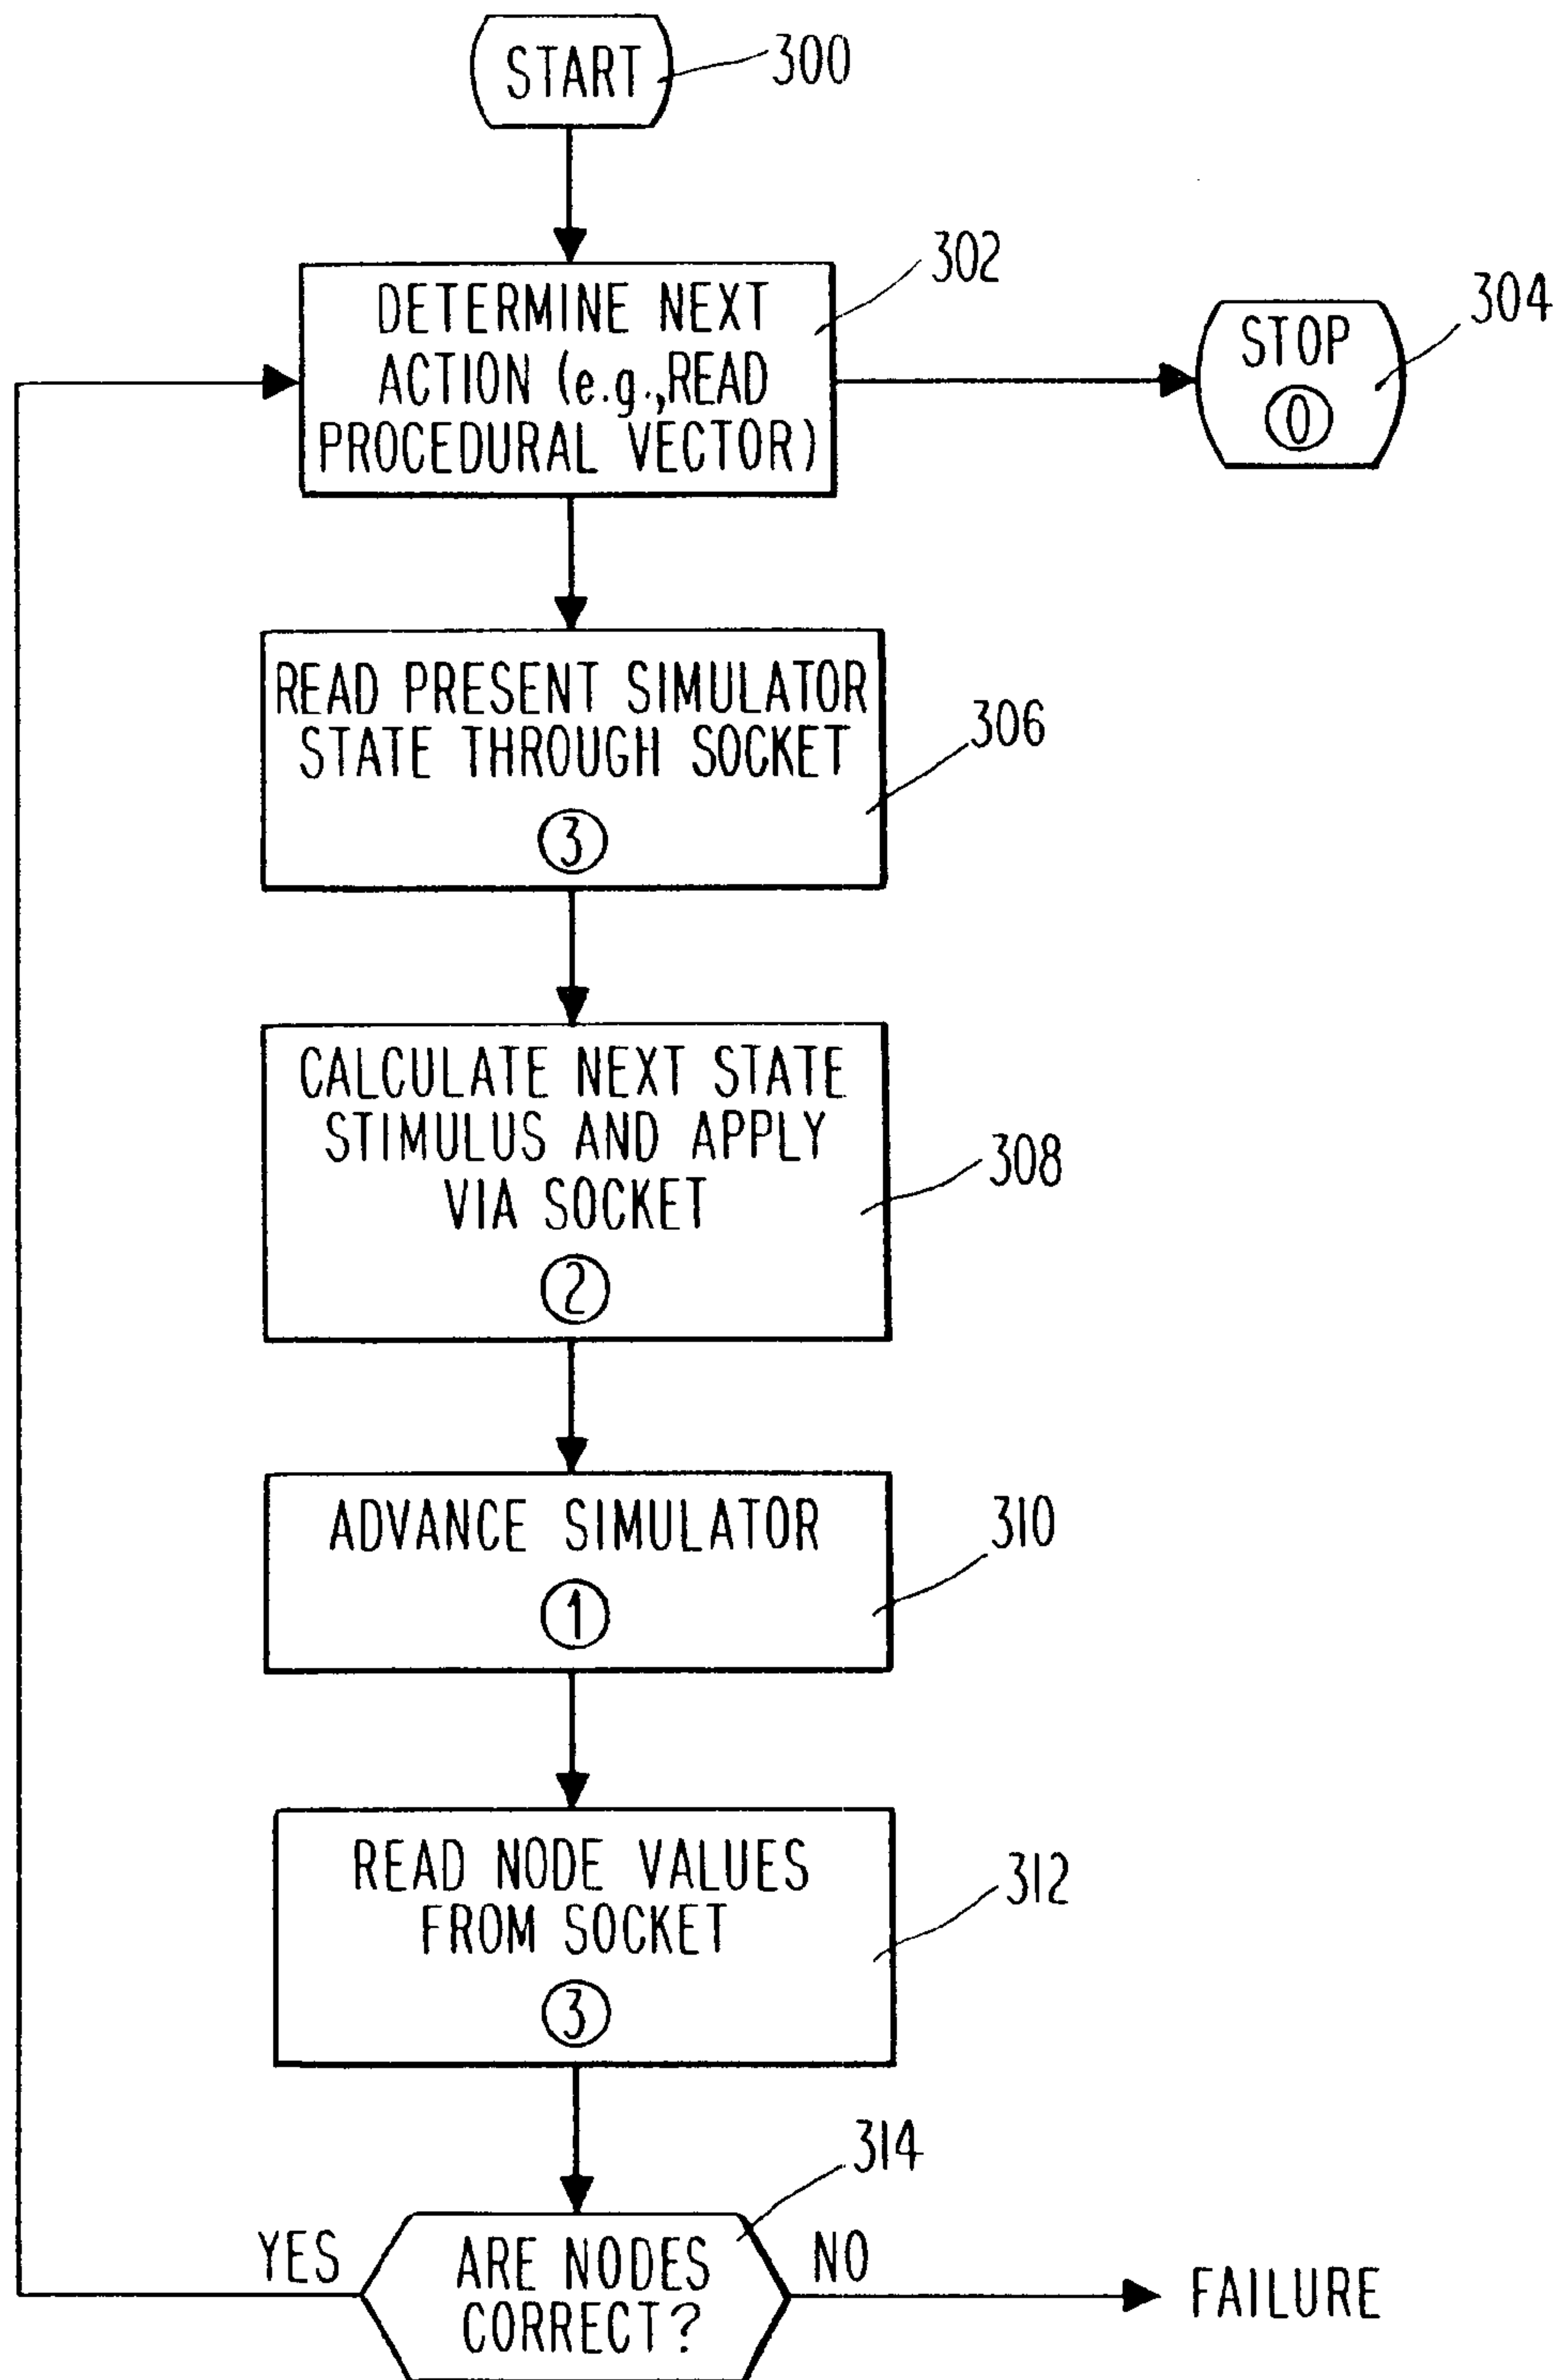 START
300
DETERMINE NEXT
ACTION (e.g.,READ
PROCEDURAL VECTOR)
302
STOP
0
304
READ PRESENT SIMULATOR
STATE THROUGH SOCKET
3
306
CALCULATE NEXT STATE
STIMULUS AND APPLY
VIA SOCKET
2
308
ADVANCE SIMULATOR
1
310
READ NODE VALUES
FROM SOCKET
3
312
314
YES
ARE NODES
CORRECT?
NO
FAILURE